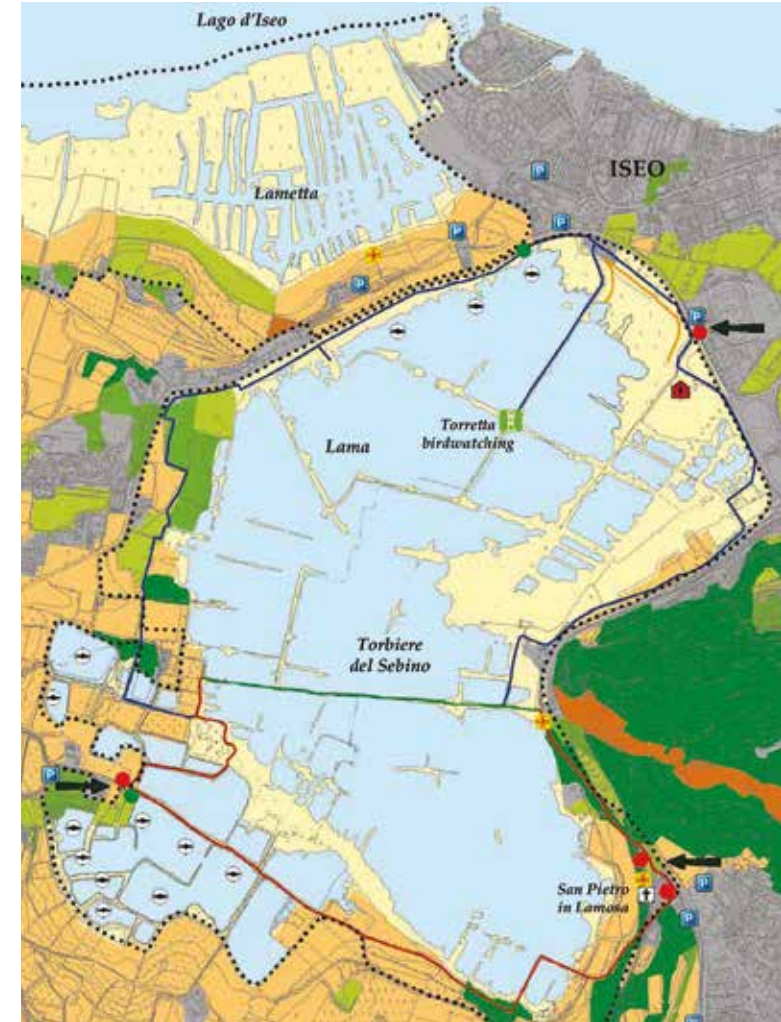 Lago d'Iseo
ISEO
P
Lametta
P
P
P
P
Torretta
birdwatching
Lama
Torbiere
del Sebino
P
San Pietro
in Lamosa
P
P
P